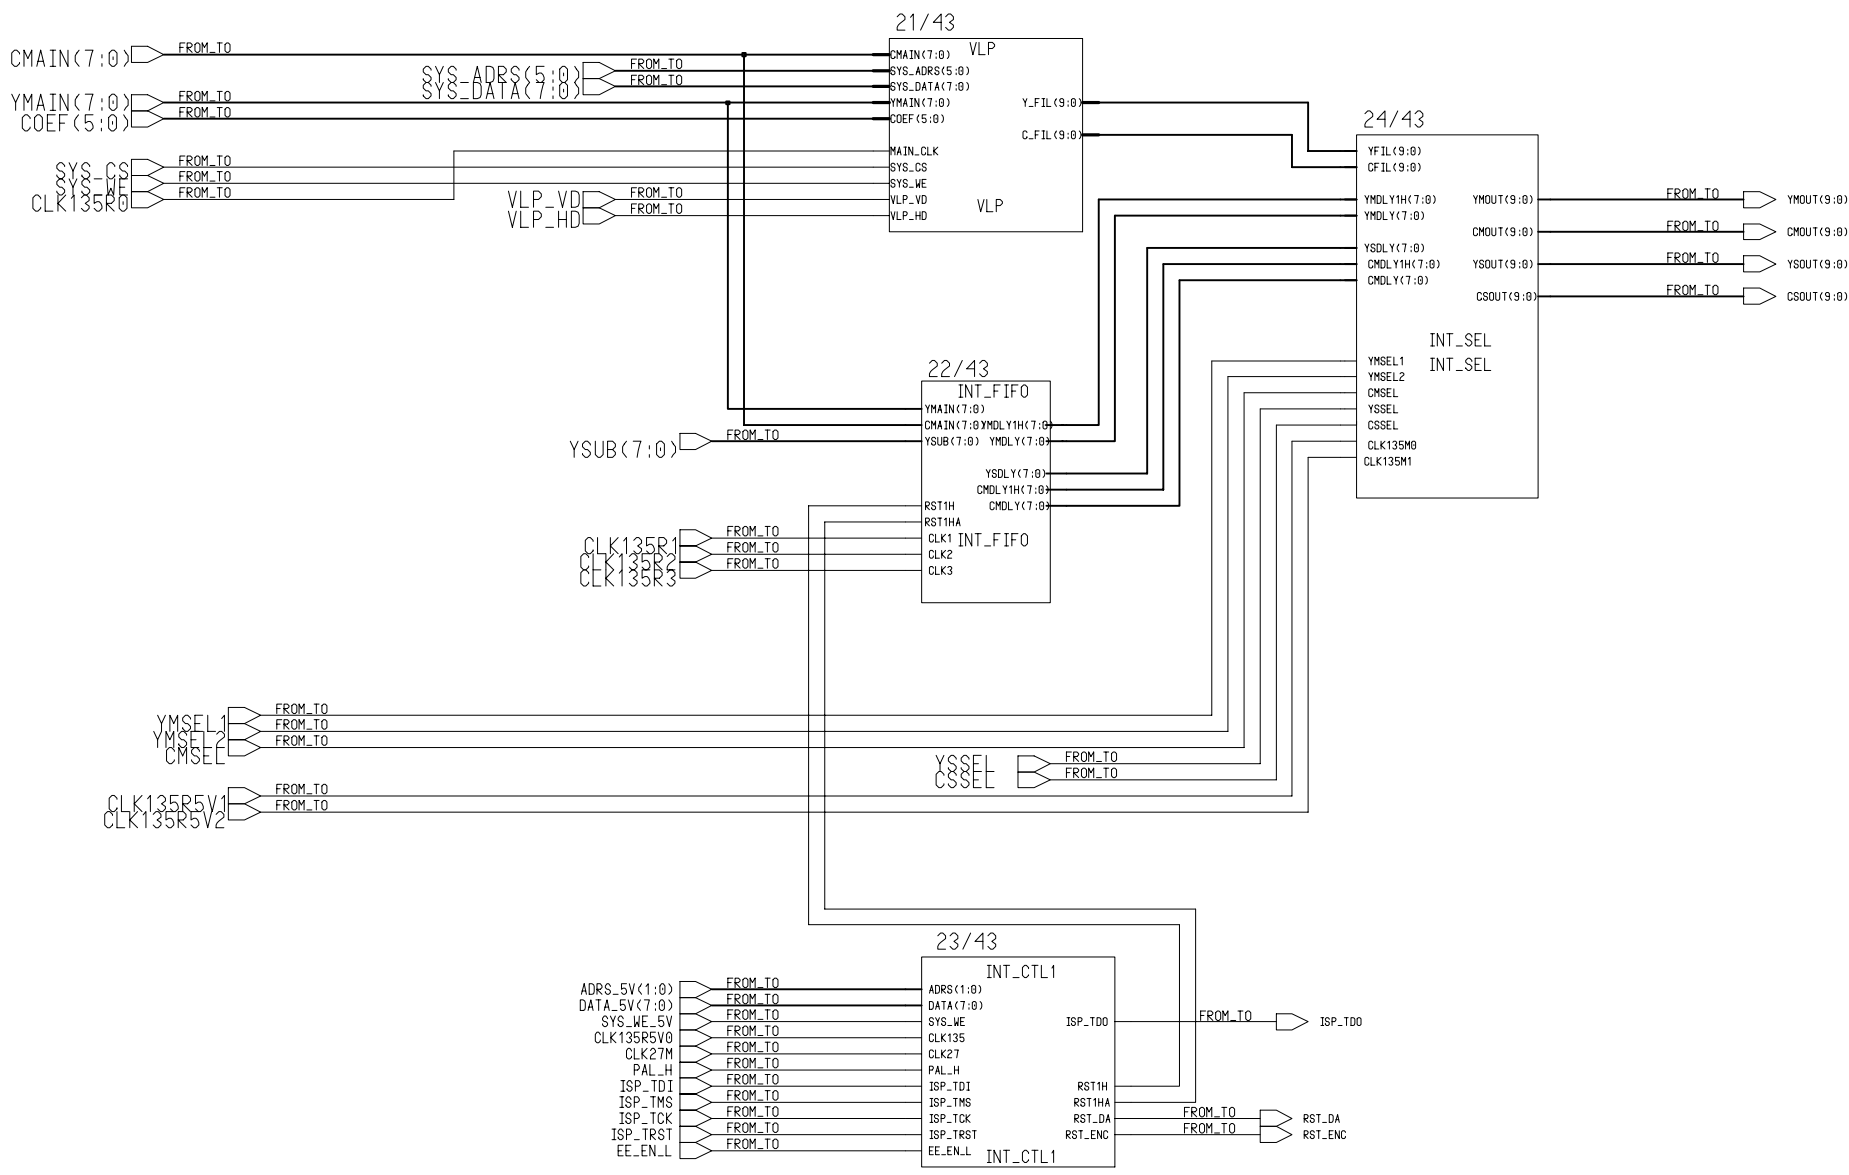 21/43
VLP
CMAIN(7:0) FROM_TO CMAIN(7:0)
SYS_ADRS(5:0) FROM_TO SYS_ADRS(5:0)
SYS_DATA(7:0) FROM_TO SYS_DATA(7:0)
YMAIN(7:0) FROM_TO YMAIN(7:0) Y_FIL(9:0)
COEF(5:0) FROM_TO COEF(5:0)
C_FIL(9:0)
MAIN_CLK
SYS_CS FROM_TO SYS_CS
SYS_WE FROM_TO SYS_WE
CLK135R0 FROM_TO
VLP_VD FROM_TO VLP_VD
VLP_HD FROM_TO VLP_HD
VLP
24/43
YFIL(9:0)
CFIL(9:0)
YMDLY1H(7:0) YMOUT(9:0) FROM_TO YMOUT(9:0)
YMDLY(7:0)
CMOUT(9:0) FROM_TO CMOUT(9:0)
YSDLY(7:0)
CMDLY1H(7:0) YSOUT(9:0) FROM_TO YSOUT(9:0)
CMDLY(7:0)
CSOUT(9:0) FROM_TO CSOUT(9:0)
INT_SEL
INT_SEL
YMSEL1
YMSEL2
CMSEL
YSSEL
CSSEL
CLK135M0
CLK135M1
22/43
INT_FIFO
YMAIN(7:0)
CMAIN(7:0) YMDLY1H(7:0)
YSUB(7:0) FROM_TO YSUB(7:0) YMDLY(7:0)
YSDLY(7:0)
CMDLY1H(7:0)
RST1H CMDLY(7:0)
RST1HA
CLK135R1 FROM_TO CLK1 INT_FIFO
CLK135R2 FROM_TO CLK2
CLK135R3 FROM_TO CLK3
YMSEL1 FROM_TO
YMSEL2 FROM_TO
CMSEL FROM_TO
YSSEL FROM_TO
CSSEL FROM_TO
CLK135R5V1 FROM_TO
CLK135R5V2 FROM_TO
23/43
INT_CTL1
ADRS_5V(1:0) FROM_TO ADRS(1:0)
DATA_5V(7:0) FROM_TO DATA(7:0)
SYS_WE_5V FROM_TO SYS_WE ISP_TDO FROM_TO ISP_TDO
CLK135R5V0 FROM_TO CLK135
CLK27M FROM_TO CLK27
PAL_H FROM_TO PAL_H
ISP_TDI FROM_TO ISP_TDI RST1H
ISP_TMS FROM_TO ISP_TMS RST1HA
ISP_TCK FROM_TO ISP_TCK RST_DA FROM_TO RST_DA
ISP_TRST FROM_TO ISP_TRST RST_ENC FROM_TO RST_ENC
EE_EN_L FROM_TO EE_EN_L
INT_CTL1